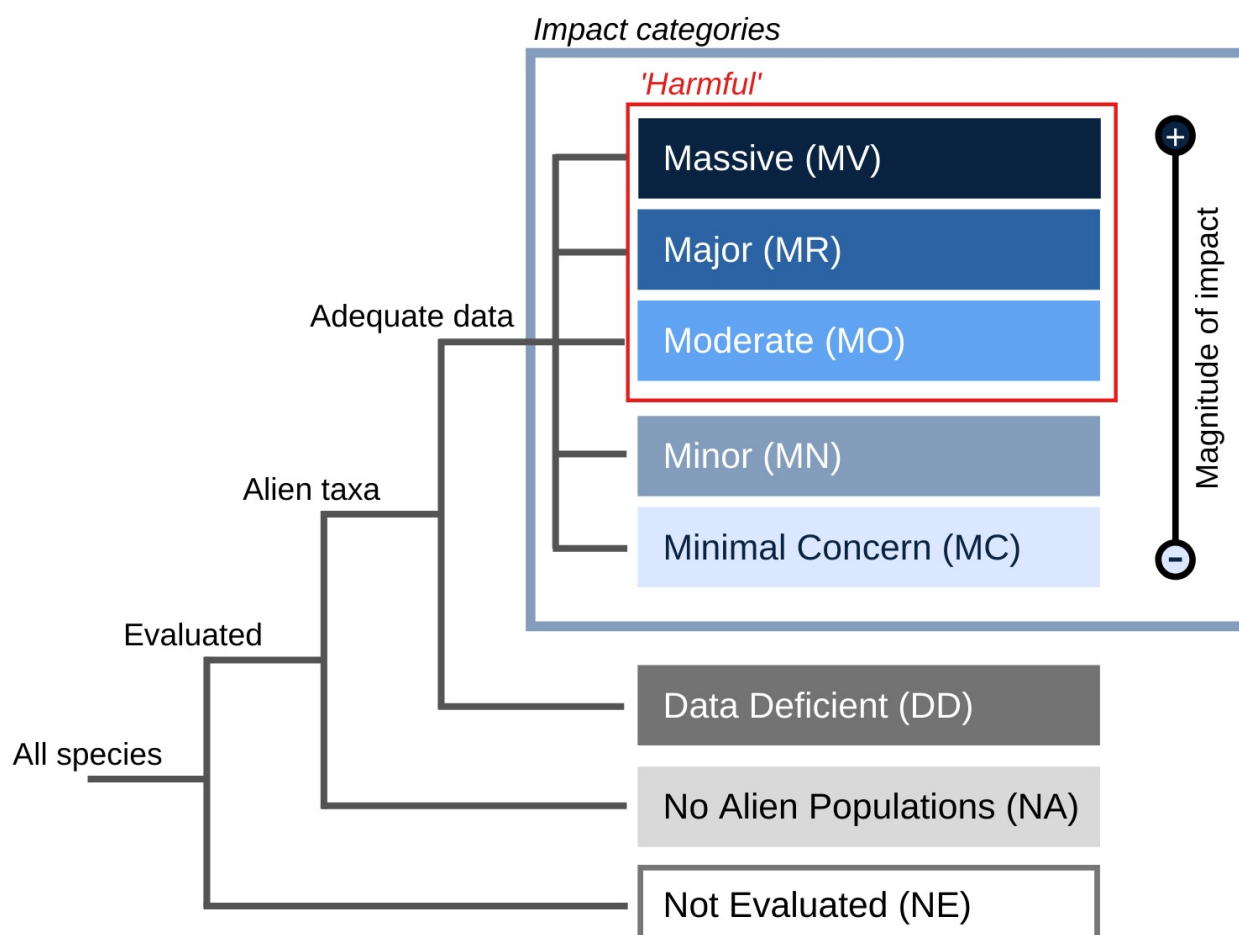 Impact categories
'Harmful'
Massive (MV)
+
Major (MR)
Magnitude of impact
Adequate data
Moderate (MO)
Minor (MN)
Alien taxa
Minimal Concern (MC)
-
Evaluated
Data Deficient (DD)
All species
No Alien Populations (NA)
Not Evaluated (NE)